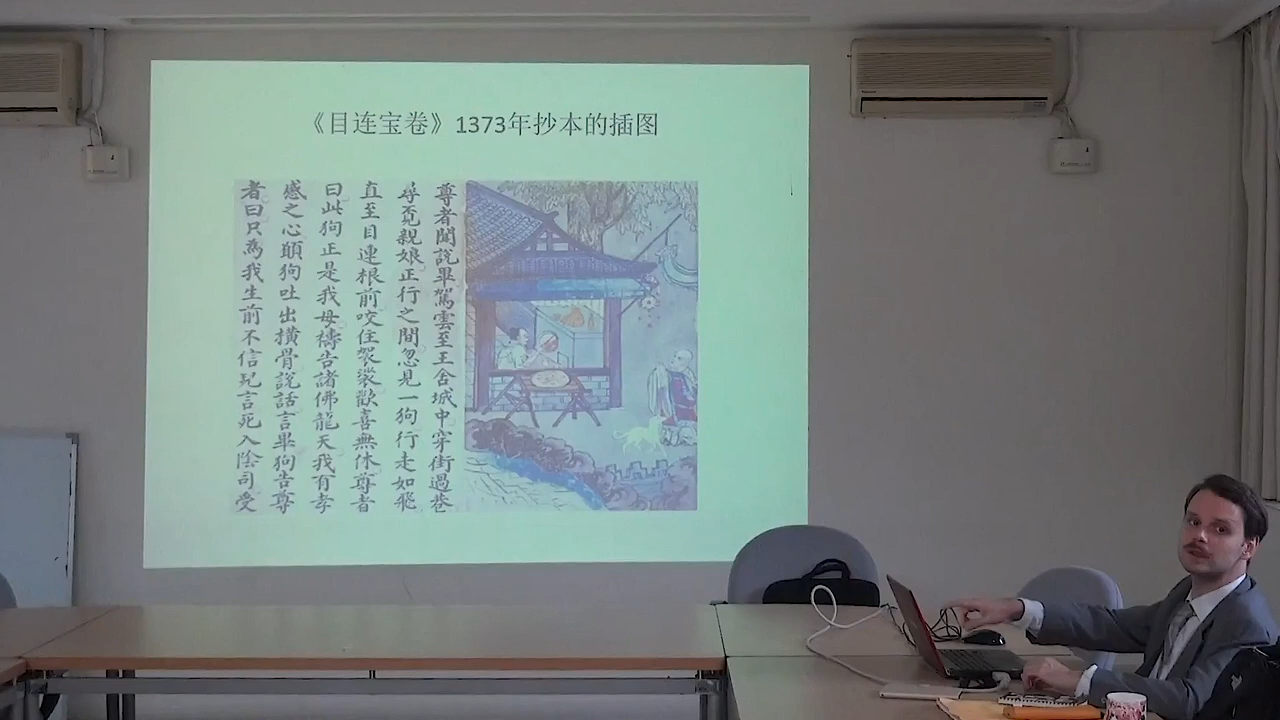 《目连宝卷》1373年抄本的插图
尊者聞說畢駕雲至王舍城中穿街過巷
尋覓親娘正行之間忽見一狗行走如飛
直至目連根前咬住袈裟歡喜無休尊者
曰此狗正是我母禱告諸佛龍天我有孝
感之心願狗吐出橫骨說話言畢狗告尊
者曰只為我生前不信兒言死入陰司受